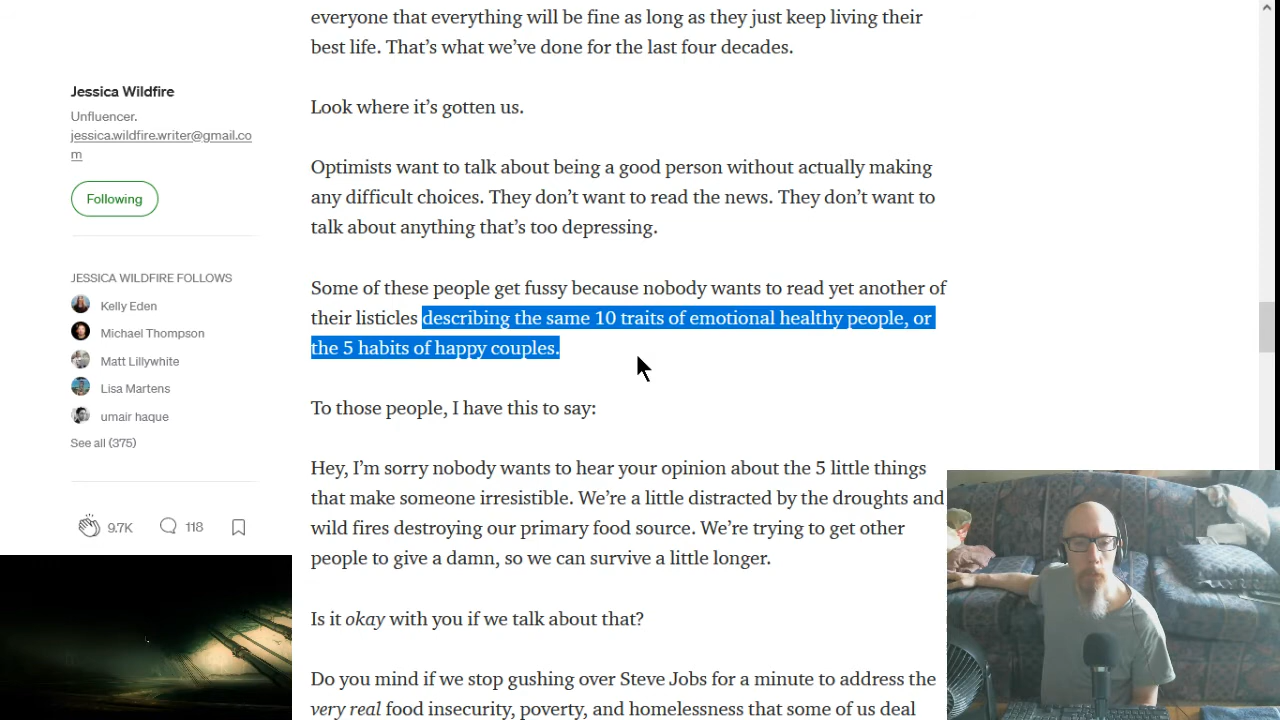 everyone that everything will be fine as long as they just keep living their
best life. That’s what we’ve done for the last four decades.
Look where it’s gotten us.
Optimists want to talk about being a good person without actually making
any difficult choices. They don’t want to read the news. They don’t want to
talk about anything that’s too depressing.
Some of these people get fussy because nobody wants to read yet another of
their listicles describing the same 10 traits of emotional healthy people, or
the 5 habits of happy couples.
To those people, I have this to say:
Hey, I’m sorry nobody wants to hear your opinion about the 5 little things
that make someone irresistible. We’re a little distracted by the droughts and
wild fires destroying our primary food source. We’re trying to get other
people to give a damn, so we can survive a little longer.
Is it okay with you if we talk about that?
Do you mind if we stop gushing over Steve Jobs for a minute to address the
very real food insecurity, poverty, and homelessness that some of us deal
Jessica Wildfire
Unfluencer.
jessica.wildfire.writer@gmail.co
m
Following
JESSICA WILDFIRE FOLLOWS
Kelly Eden
Michael Thompson
Matt Lillywhite
Lisa Martens
umair haque
See all (375)
9.7K 118